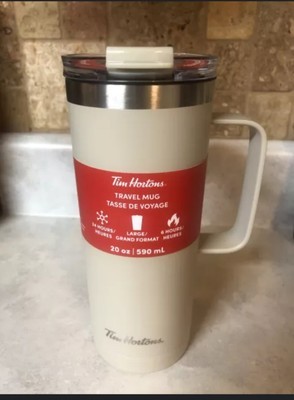 Tim Hortons.
TRAVEL MUG
TASSE DE VOYAGE
24 HOURS/ HEURES
LARGE/ GRAND FORMAT
6 HOURS/ HEURES
20 oz | 590 mL
Tim Hortons.